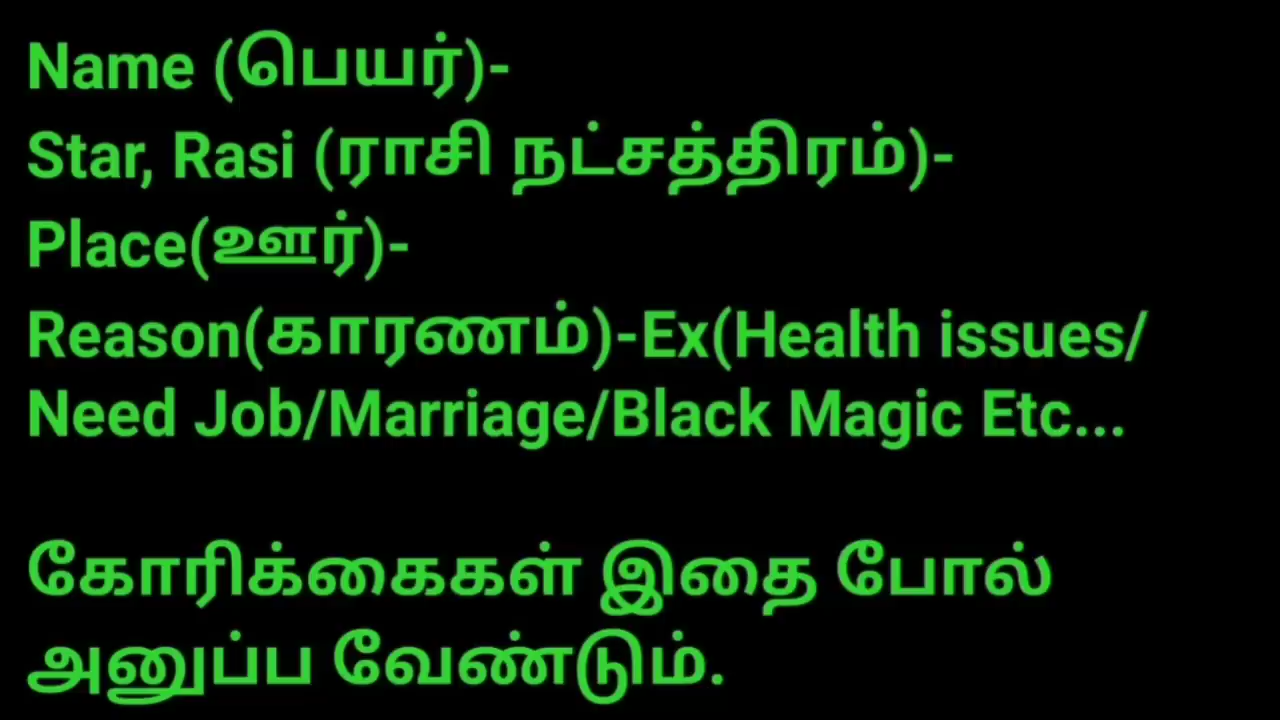 Name (பெயர்)-
Star, Rasi (ராசி நட்சத்திரம்)-
Place(ஊர்)-
Reason(காரணம்)-Ex(Health issues/
Need Job/Marriage/Black Magic Etc...
கோரிக்கைகள் இதை போல்
அனுப்ப வேண்டும்.